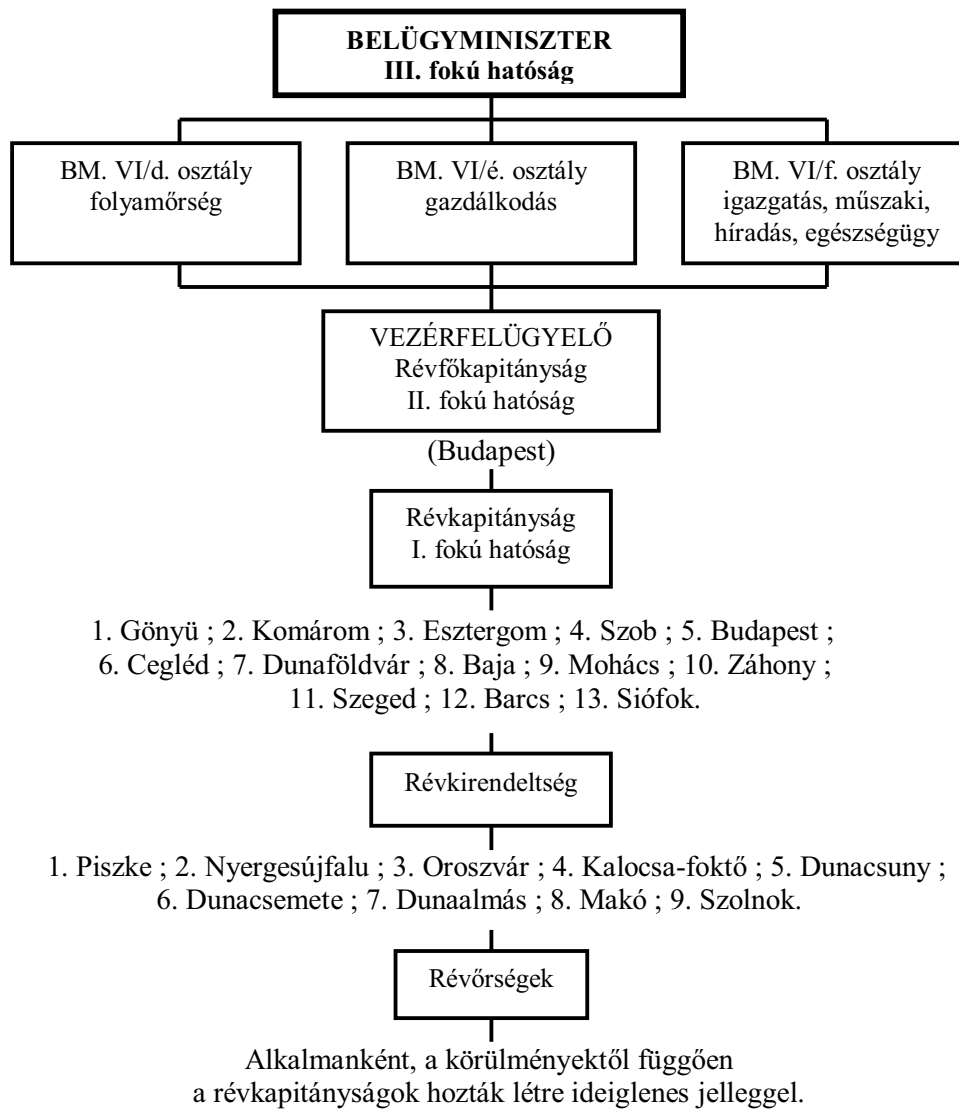 BELÜGYMINISZTER
III. fokú hatóság
BM. VI/d. osztály
folyamőrség
BM. VI/é. osztály
gazdálkodás
BM. VI/f. osztály
igazgatás, műszaki,
híradás, egészségügy
VEZÉRFELÜGYELŐ
Révfőkapitányság
II. fokú hatóság
(Budapest)
Révkapitányság
I. fokú hatóság
1. Gönyü ; 2. Komárom ; 3. Esztergom ; 4. Szob ; 5. Budapest ;
6. Cegléd ; 7. Dunaföldvár ; 8. Baja ; 9. Mohács ; 10. Záhony ;
11. Szeged ; 12. Barcs ; 13. Siófok.
Révkirendeltség
1. Piszke ; 2. Nyergesújfalu ; 3. Oroszvár ; 4. Kalocsa-foktő ; 5. Dunacsuny ;
6. Dunacsemete ; 7. Dunaalmás ; 8. Makó ; 9. Szolnok.
Révőrségek
Alkalmanként, a körülményektől függően
a révkapitányságok hozták létre ideiglenes jelleggel.